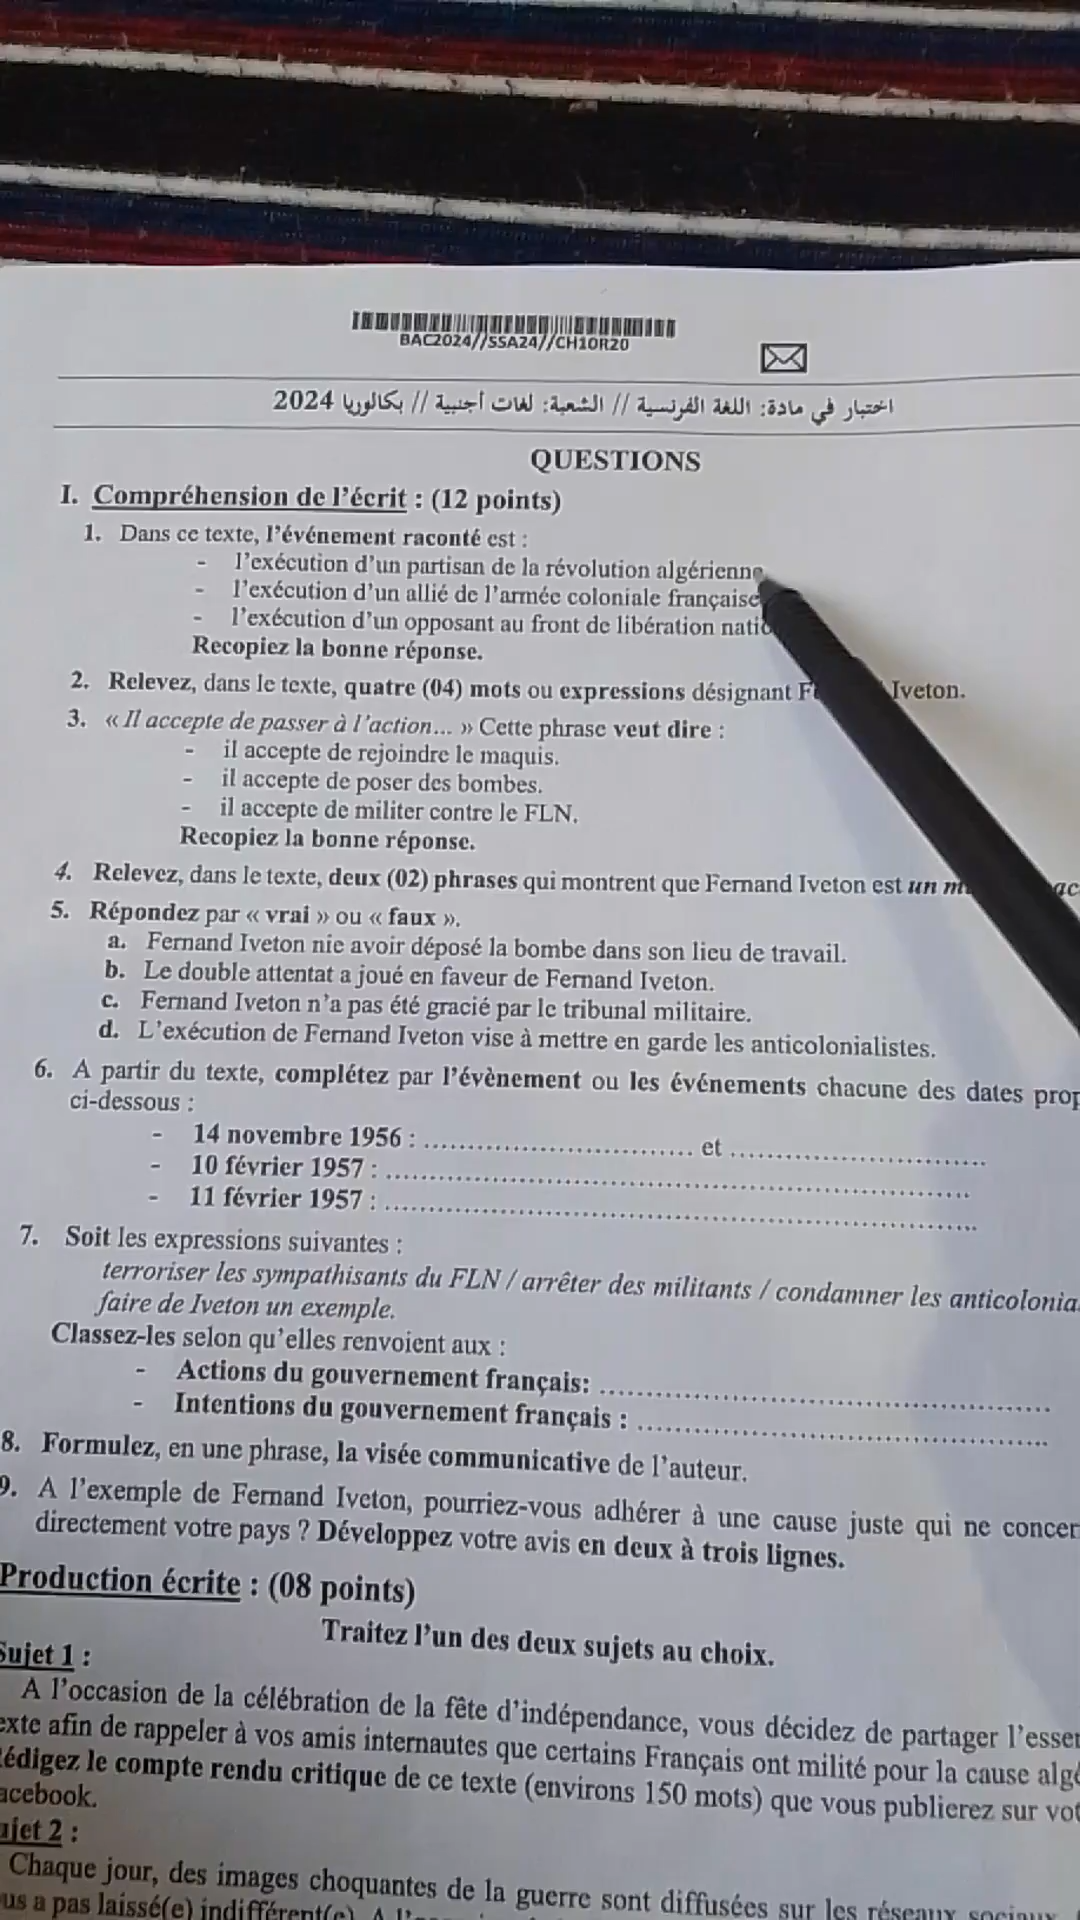 BAC2024//SSA24//CH10R20
اختبار في مادة: اللغة الفرنسية // الشعبة: لغات أجنبية // بكالوريا 2024
QUESTIONS
I. Compréhension de l'écrit : (12 points)
1. Dans ce texte, l'événement raconté est :
- l'exécution d'un partisan de la révolution algérienne
- l'exécution d'un allié de l'armée coloniale française
- l'exécution d'un opposant au front de libération
Recopiez la bonne réponse.
2. Relevez, dans le texte, quatre (04) mots ou expressions désignant Iveton.
3. « Il accepte de passer à l'action... » Cette phrase veut dire :
- il accepte de rejoindre le maquis.
- il accepte de poser des bombes.
- il accepte de militer contre le FLN.
Recopiez la bonne réponse.
4. Relevez, dans le texte, deux (02) phrases qui montrent que Fernand Iveton est un
5. Répondez par « vrai » ou « faux ».
a. Fernand Iveton nie avoir déposé la bombe dans son lieu de travail.
b. Le double attentat a joué en faveur de Fernand Iveton.
c. Fernand Iveton n'a pas été gracié par le tribunal militaire.
d. L'exécution de Fernand Iveton vise à mettre en garde les anticolonialistes.
6. A partir du texte, complétez par l'évènement ou les événements chacune des dates
ci-dessous :
- 14 novembre 1956 : .............................. et ..............................
- 10 février 1957 : ............................................................
- 11 février 1957 : ............................................................
7. Soit les expressions suivantes :
terroriser les sympathisants du FLN / arrêter des militants / condamner les
faire de Iveton un exemple.
Classez-les selon qu'elles renvoient aux :
- Actions du gouvernement français: .............................................
- Intentions du gouvernement français : .........................................
8. Formulez, en une phrase, la visée communicative de l'auteur.
9. A l'exemple de Fernand Iveton, pourriez-vous adhérer à une cause juste qui ne
directement votre pays ? Développez votre avis en deux à trois lignes.
Production écrite : (08 points)
Traitez l'un des deux sujets au choix.
Sujet 1 :
A l'occasion de la célébration de la fête d'indépendance, vous décidez de partager
afin de rappeler à vos amis internautes que certains Français ont milité pour la cause
le compte rendu critique de ce texte (environs 150 mots) que vous publierez sur
2 :
Chaque jour, des images choquantes de la guerre sont diffusées sur les réseaux
a pas laissé(e) indifférent(e).